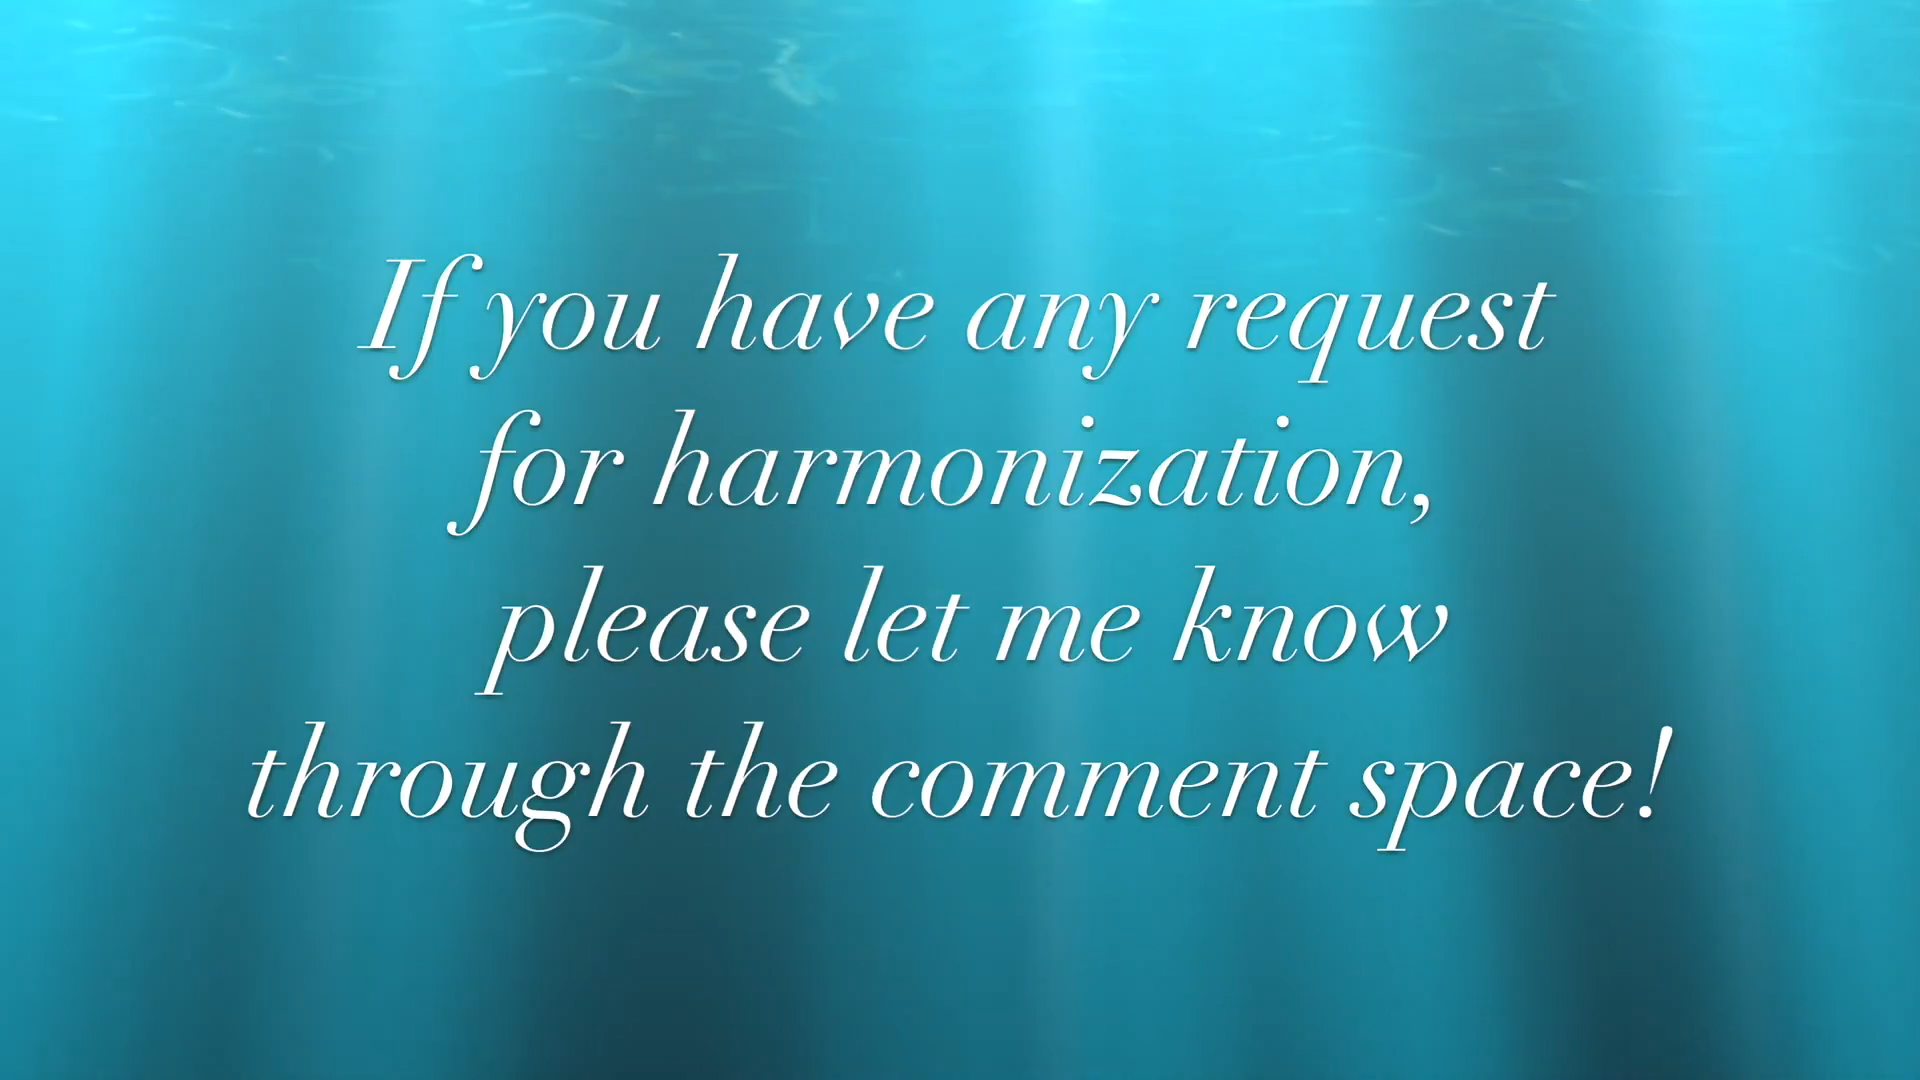 If you have any request
for harmonization,
please let me know
through the comment space!